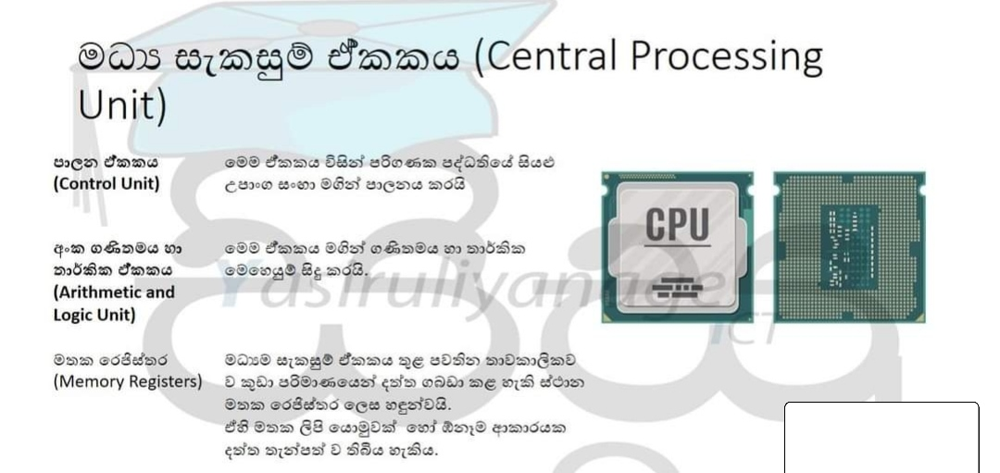 මධ්‍ය සැකසුම් ඒකකය (Central Processing
Unit)
පාලන ඒකකය
(Control Unit)
මෙම ඒකකය විසින් පරිගණක පද්ධතියේ සියළු
උපාංග සංඥා මගින් පාලනය කරයි
අංක ගණිතමය හා
තාර්කික ඒකකය
(Arithmetic and
Logic Unit)
මෙම ඒකකය මගින් ගණිතමය හා තාර්කික
මෙහෙයුම් සිදු කරයි.
මතක රෙජිස්තර
(Memory Registers)
මධ්‍යම සැකසුම් ඒකකය තුළ පවතින තාවකාලිකව
ව කුඩා පරිමාණයෙන් දත්ත ගබඩා කළ හැකි ස්ථාන
මතක රෙජිස්තර ලෙස හඳුන්වයි.
ඒහි මතක ලිපි යොමුවක් හෝ ඕනෑම ආකාරයක
දත්ත තැන්පත් ව තිබිය හැකිය.
CPU
Yasiruliyanage
ICT